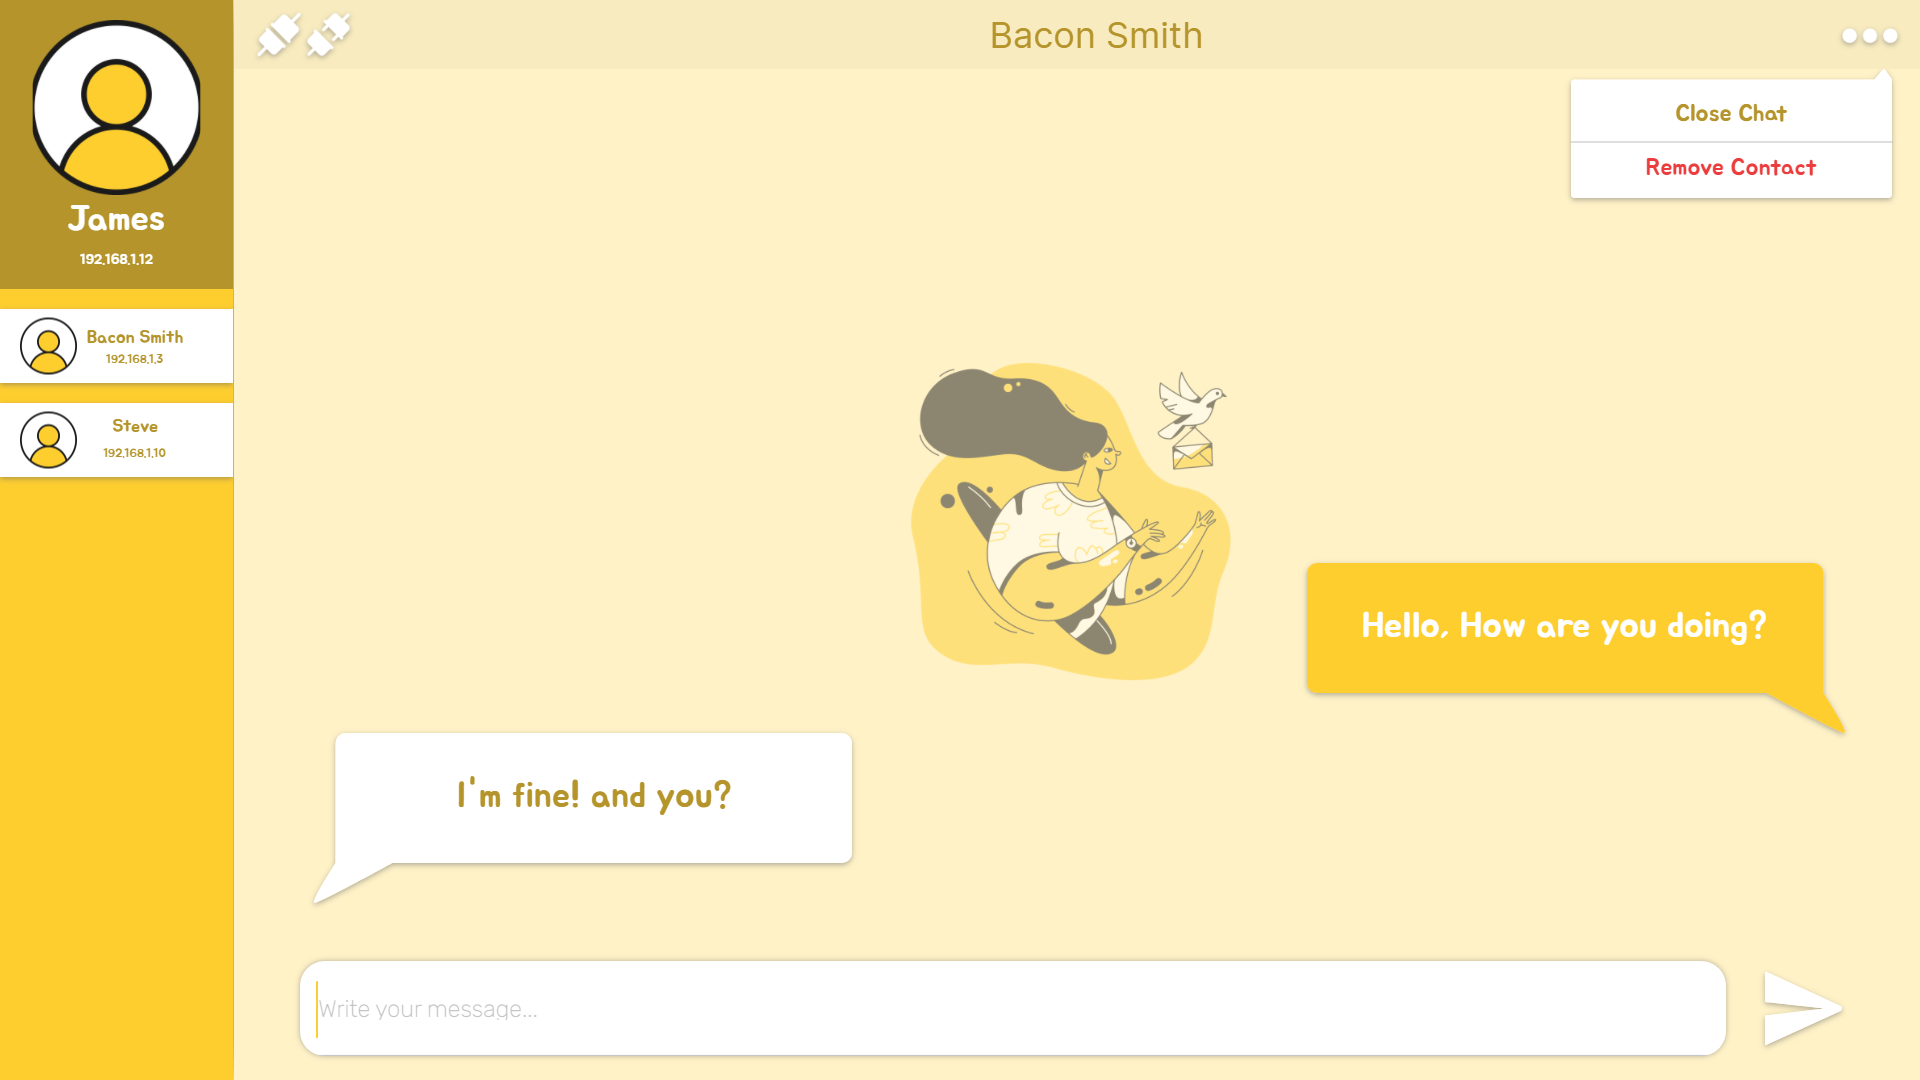 James
192.168.1.12
Bacon Smith
192.168.1.3
Steve
192.168.1.10
Bacon Smith
Close Chat
Remove Contact
Hello, How are you doing?
I'm fine! and you?
Write your message...